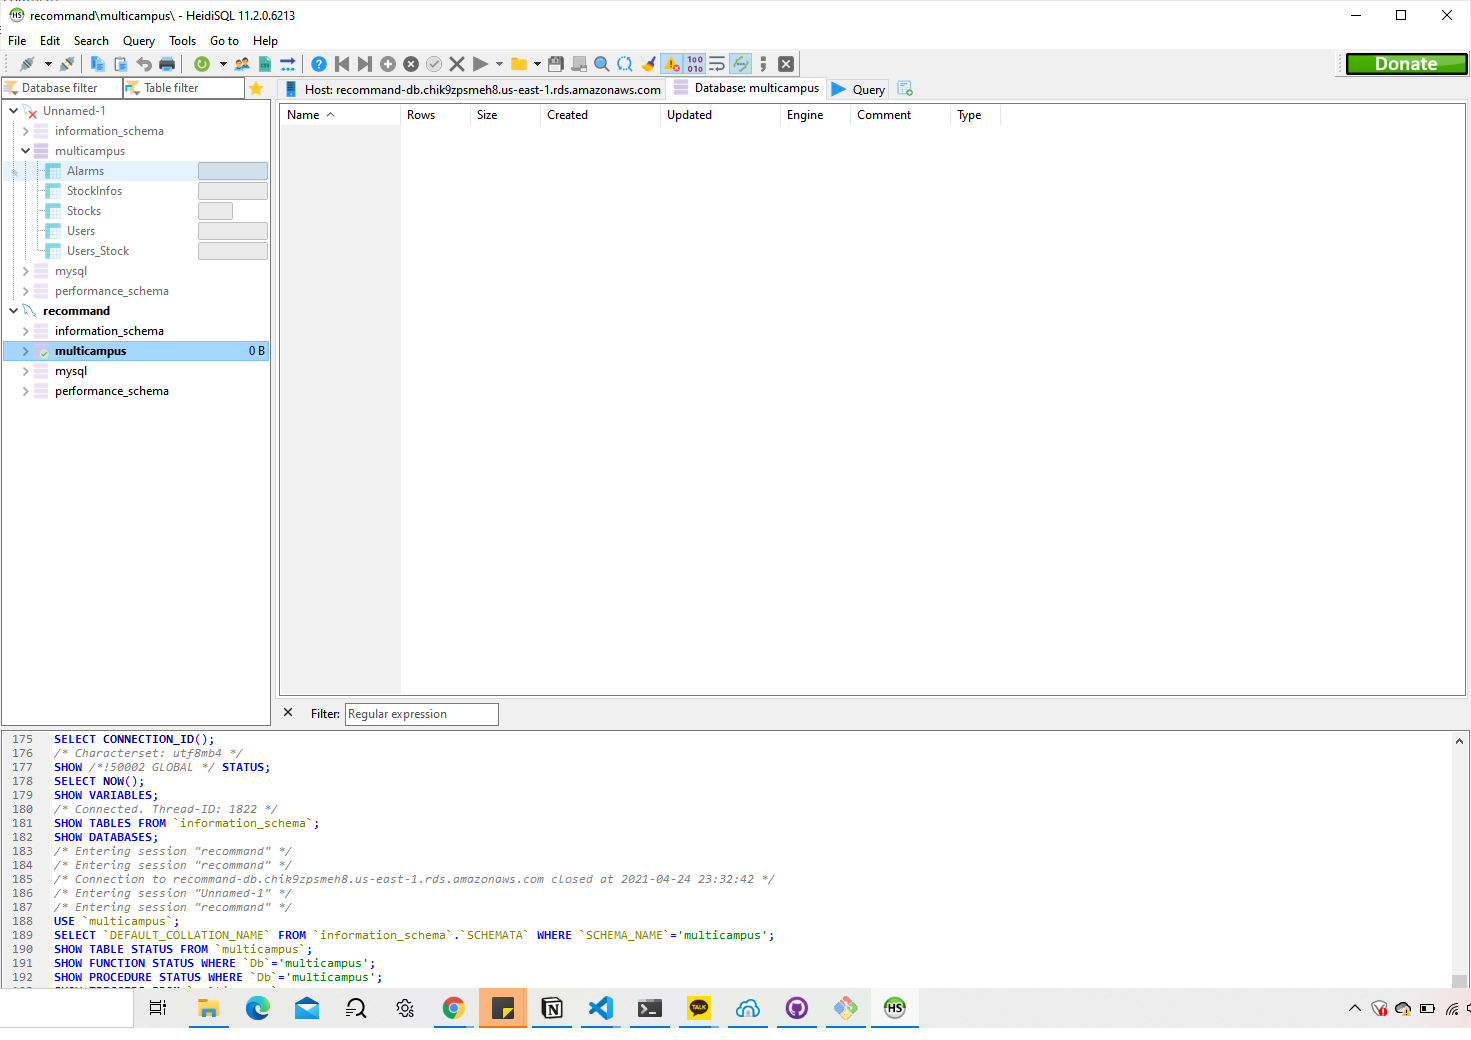 recommand\multicampus\ - HeidiSQL 11.2.0.6213
File Edit Search Query Tools Go to Help
Donate
Database filter Table filter
Host: recommand-db.chik9zpsmeh8.us-east-1.rds.amazonaws.com Database: multicampus Query
Name Rows Size Created Updated Engine Comment Type
Unnamed-1
information_schema
multicampus
Alarms
StockInfos
Stocks
Users
Users_Stock
mysql
performance_schema
recommand
information_schema
multicampus 0 B
mysql
performance_schema
Filter: Regular expression
175 SELECT CONNECTION_ID();
176 /* Characterset: utf8mb4 */
177 SHOW /*!50002 GLOBAL */ STATUS;
178 SELECT NOW();
179 SHOW VARIABLES;
180 /* Connected. Thread-ID: 1822 */
181 SHOW TABLES FROM `information_schema`;
182 SHOW DATABASES;
183 /* Entering session "recommand" */
184 /* Entering session "recommand" */
185 /* Connection to recommand-db.chik9zpsmeh8.us-east-1.rds.amazonaws.com closed at 2021-04-24 23:32:42 */
186 /* Entering session "Unnamed-1" */
187 /* Entering session "recommand" */
188 USE `multicampus`;
189 SELECT `DEFAULT_COLLATION_NAME` FROM `information_schema`.`SCHEMATA` WHERE `SCHEMA_NAME`='multicampus';
190 SHOW TABLE STATUS FROM `multicampus`;
191 SHOW FUNCTION STATUS WHERE `Db`='multicampus';
192 SHOW PROCEDURE STATUS WHERE `Db`='multicampus';
TALK
HS